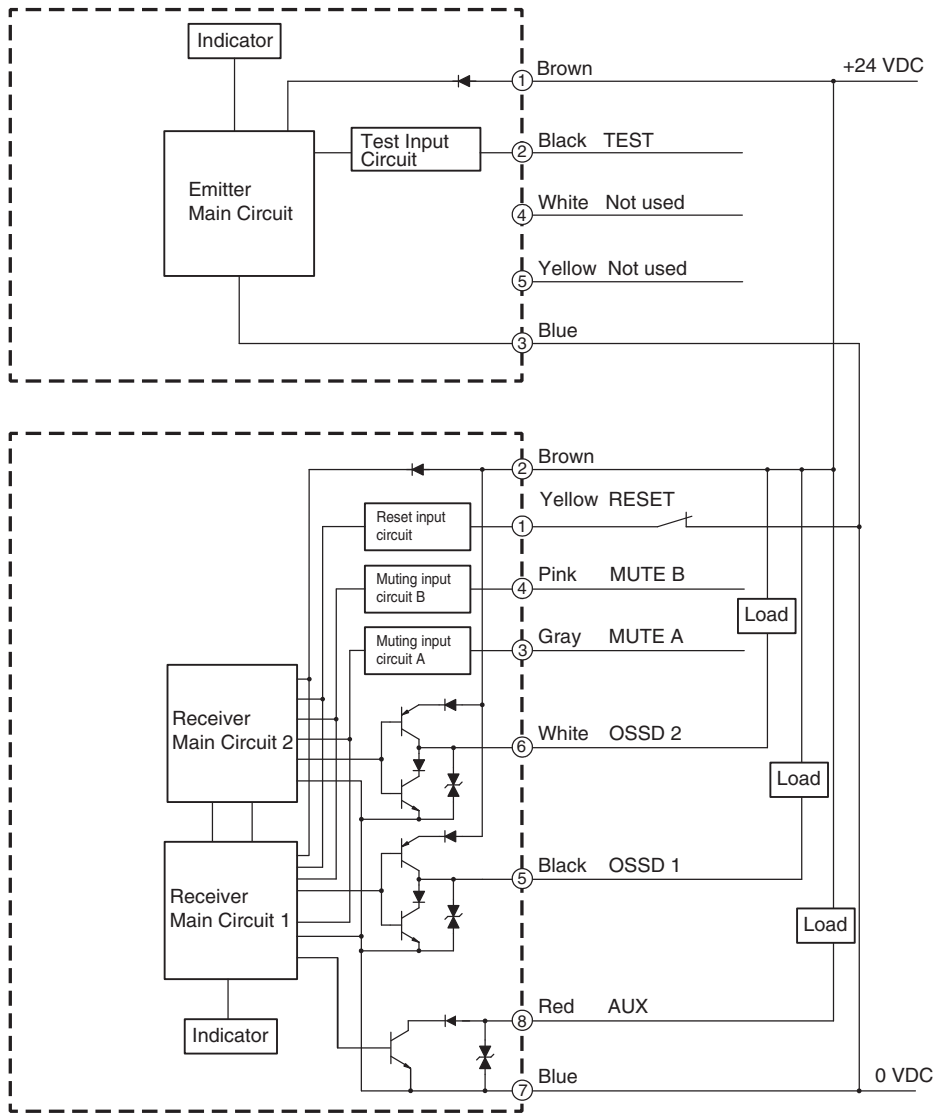 Indicator
① Brown
+24 VDC
Test Input
Circuit
② Black TEST
Emitter
Main Circuit
④ White Not used
⑤ Yellow Not used
③ Blue
② Brown
Reset input
circuit
① Yellow RESET
Muting input
circuit B
④ Pink MUTE B
Load
Muting input
circuit A
③ Gray MUTE A
Receiver
Main Circuit 2
⑥ White OSSD 2
Load
Receiver
Main Circuit 1
⑤ Black OSSD 1
Load
Indicator
⑧ Red AUX
⑦ Blue
0 VDC